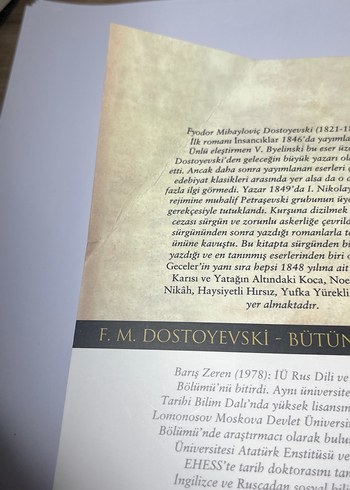 Fyodor Mihayloviç Dostoyevski (1821-18
İlk romanı İnsancıklar 1846'da yayımla
Ünlü eleştirmen V. Byelinski bu eser üze
Dostoyevski'den geleceğin büyük yazarı ola
etti. Ancak daha sonra yayımlanan eserleri
edebiyat klasikleri arasında yer alsa da o d
fazla ilgi görmedi. Yazar 1849'da I. Nikolay
rejimine muhalif Petraşevski grubunun üye
gerekçesiyle tutuklandı. Kurşuna dizilmek
cezası sürgün ve zorunlu askerliğe çevril
sürgününden sonra yazdığı romanlarla t
ününe kavuştu. Bu kitapta sürgünden bi
yazdığı ve en tanınmış eserlerinden biri o
Geceler'in yanı sıra hepsi 1848 yılına ait
Karısı ve Yatağın Altındaki Koca, Noe
Nikâh, Haysiyetli Hırsız, Yufka Yürekli
yer almaktadır.
F. M. DOSTOYEVSKİ - BÜTÜN
Barış Zeren (1978): İÜ Rus Dili ve
Bölümü'nü bitirdi. Aynı üniversite
Tarihi Bilim Dalı'nda yüksek lisansın
Lomonosov Moskova Devlet Üniversi
Bölümü'nde araştırmacı olarak bulu
Üniversitesi Atatürk Enstitüsü ve
EHESS'te tarih doktorasını tan
İngilizce ve Rusçadan sosyal bili